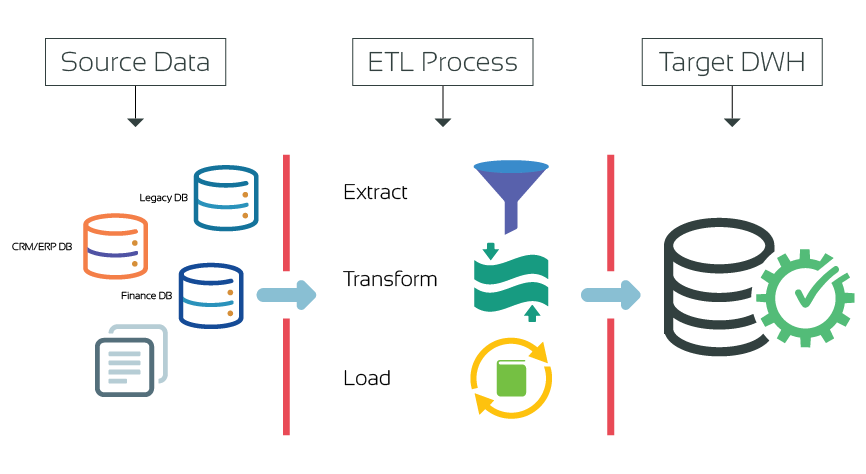 Source Data
ETL Process
Target DWH
Legacy DB
CRM/ERP DB
Finance DB
Extract
Transform
Load